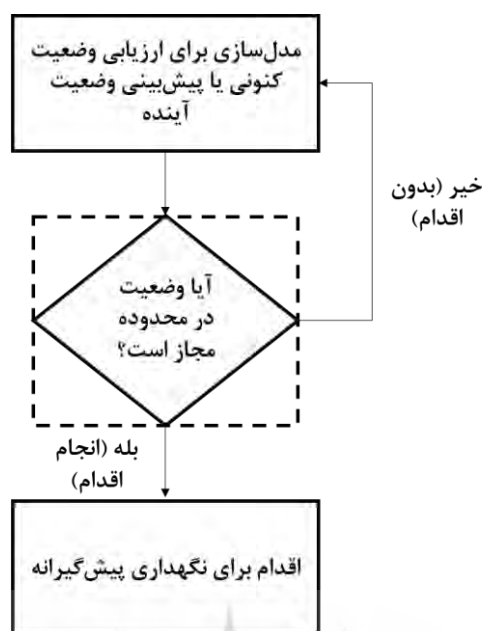 مدل‌سازی برای ارزیابی وضعیت
کنونی یا پیش‌بینی وضعیت
آینده
خیر (بدون
اقدام)
آیا وضعیت
در محدوده
مجاز است؟
بله (انجام
اقدام)
اقدام برای نگهداری پیش‌گیرانه